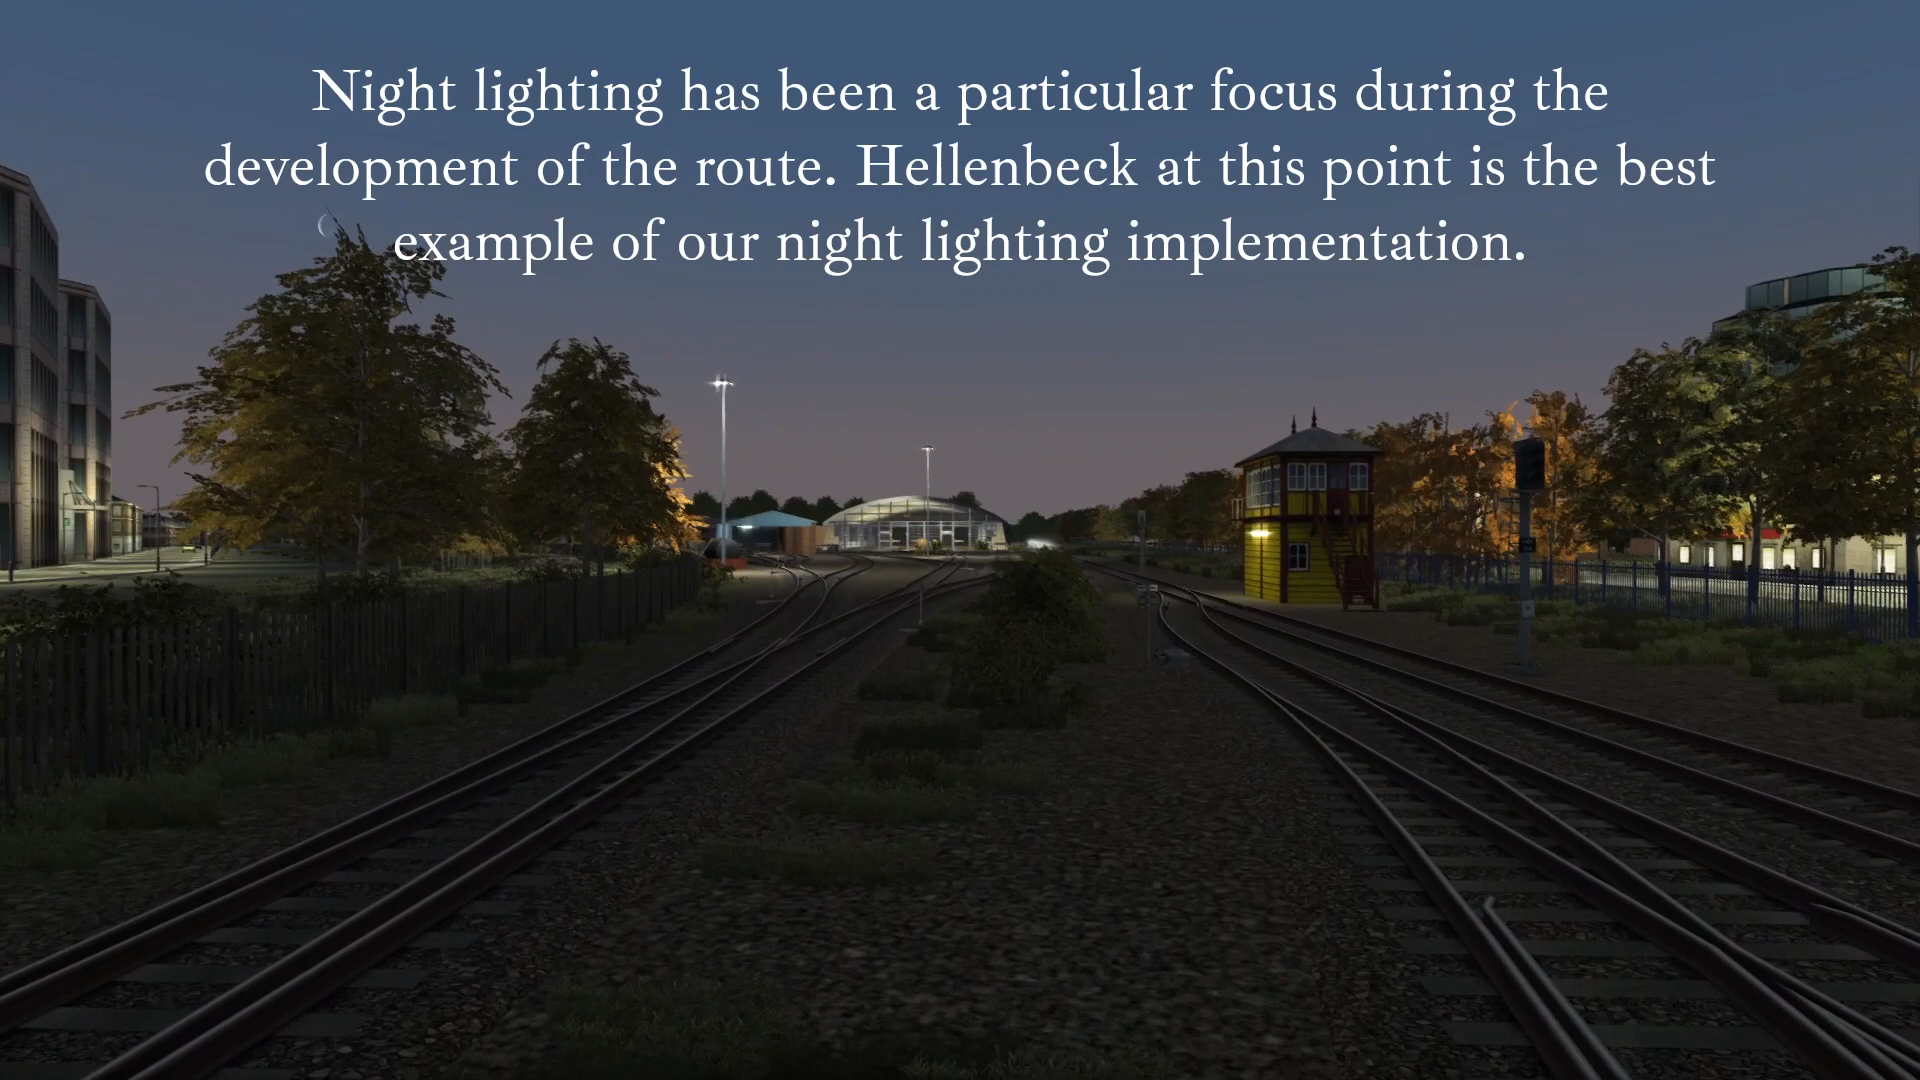 Night lighting has been a particular focus during the
development of the route. Hellenbeck at this point is the best
example of our night lighting implementation.